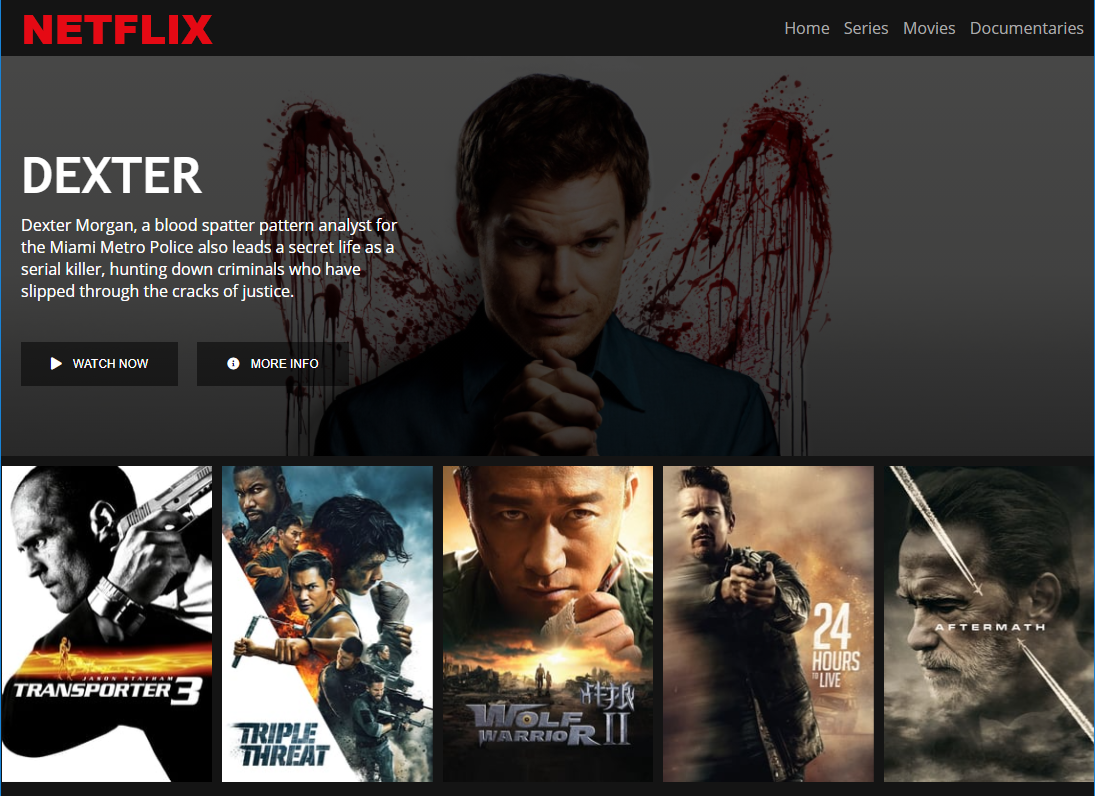 NETFLIX
Home Series Movies Documentaries
DEXTER
Dexter Morgan, a blood spatter pattern analyst for
the Miami Metro Police also leads a secret life as a
serial killer, hunting down criminals who have
slipped through the cracks of justice.
WATCH NOW
MORE INFO
JASON STATHAM
TRANSPORTER 3
TRIPLE
THREAT
战狼
WOLF
WARRIOR II
24
HOURS
TO LIVE
AFTERMATH